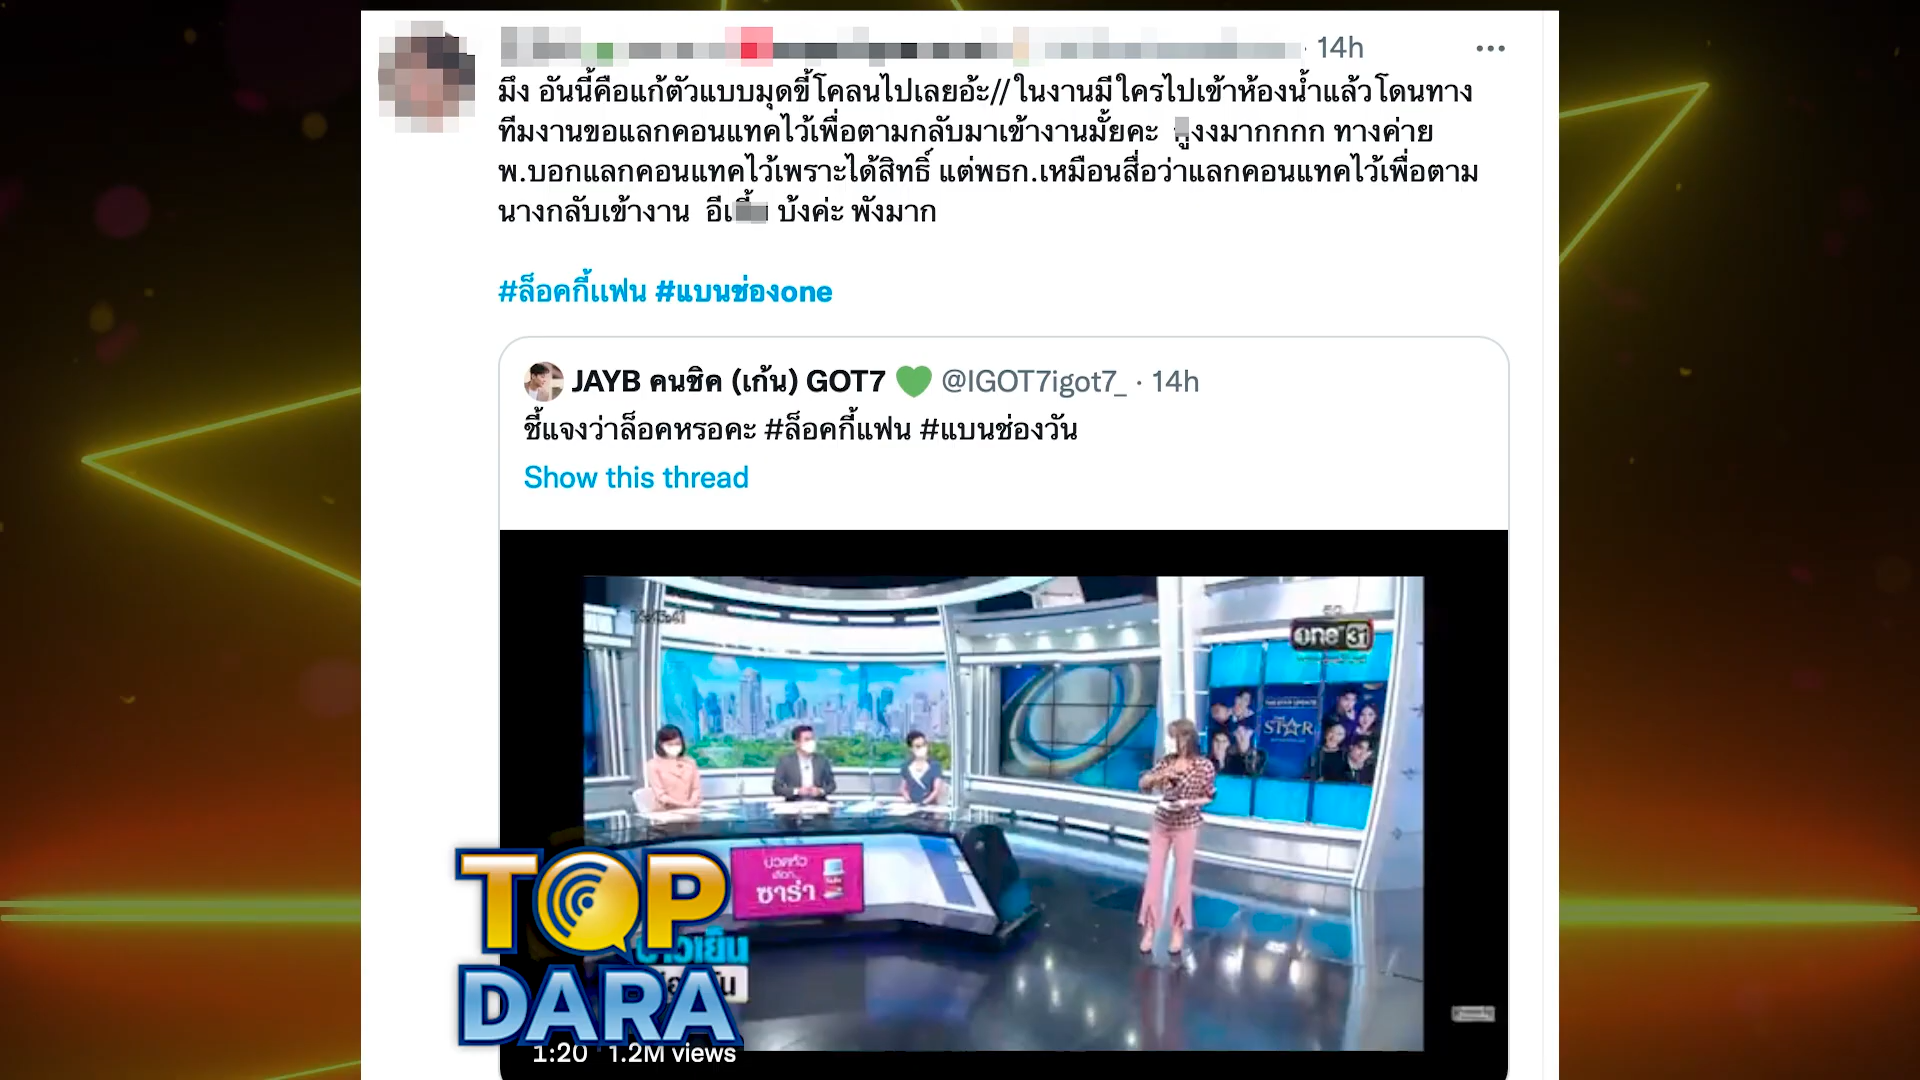 · 14h
มึง อันนี้คือแก้ตัวแบบมุดขี้โคลนไปเลยอ้ะ// ในงานมีใครไปเข้าห้องน้ำแล้วโดนทาง
ทีมงานขอแลกคอนแทคไว้เพื่อตามกลับมาเข้างานมั้ยคะ งงมากกกก ทางค่าย
พ.บอกแลกคอนแทคไว้เพราะได้สิทธิ์ แต่พธก.เหมือนสื่อว่าแลกคอนแทคไว้เพื่อตาม
นางกลับเข้างาน บ้งค่ะ พังมาก
#ล็อคกี้แฟน #แบนช่องone
JAYB คนชิค (เก้น) GOT7 💚 @IGOT7igot7_ · 14h
ชี้แจงว่าล็อคหรอคะ #ล็อคกี้แฟน #แบนช่องวัน
Show this thread
one 31
THE STAR
ปวดหัว
เลือก...
ซาร่า
TOP
DARA
1:20 1.2M views